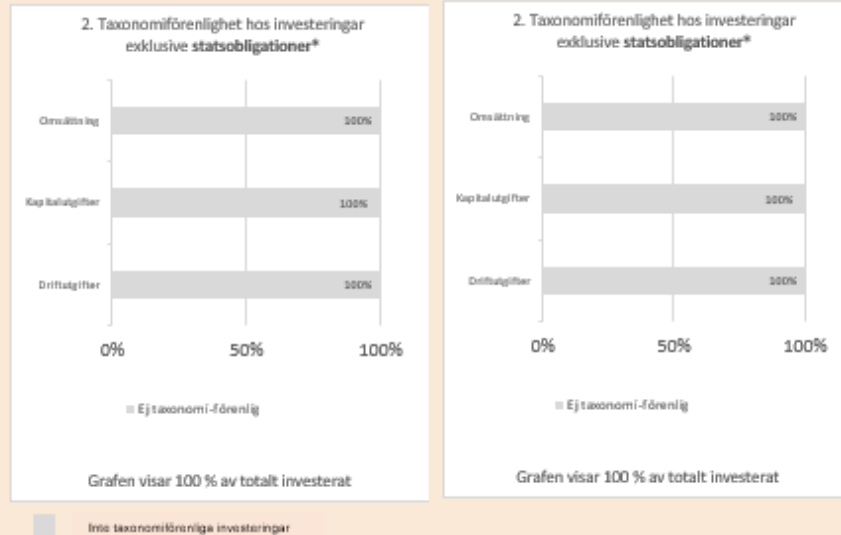 2. Taxonomiförenlighet hos investeringar
exklusive statsobligationer*
Omsättning
100%
Kapitalutgifter
100%
Driftutgifter
100%
0%
50%
100%
Ej taxonomi-förenlig
Grafen visar 100 % av totalt investerat
2. Taxonomiförenlighet hos investeringar
exklusive statsobligationer*
Omsättning
100%
Kapitalutgifter
100%
Driftutgifter
100%
0%
50%
100%
Ej taxonomi-förenlig
Grafen visar 100 % av totalt investerat
Inte taxonomiförenliga investeringar